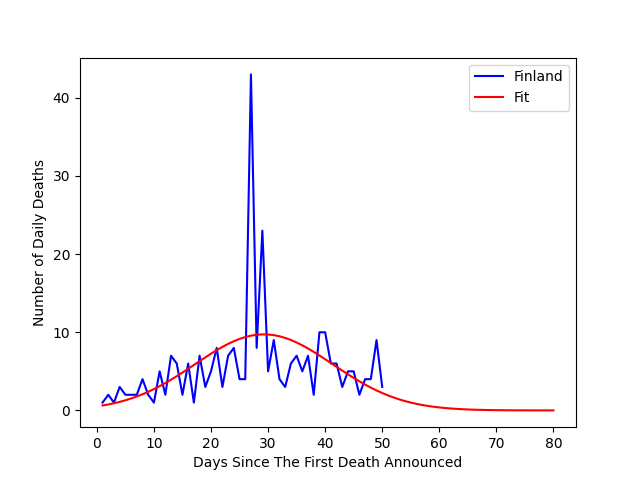 Finland
Fit
Number of Daily Deaths
40
30
20
10
0
0 10 20 30 40 50 60 70 80
Days Since The First Death Announced